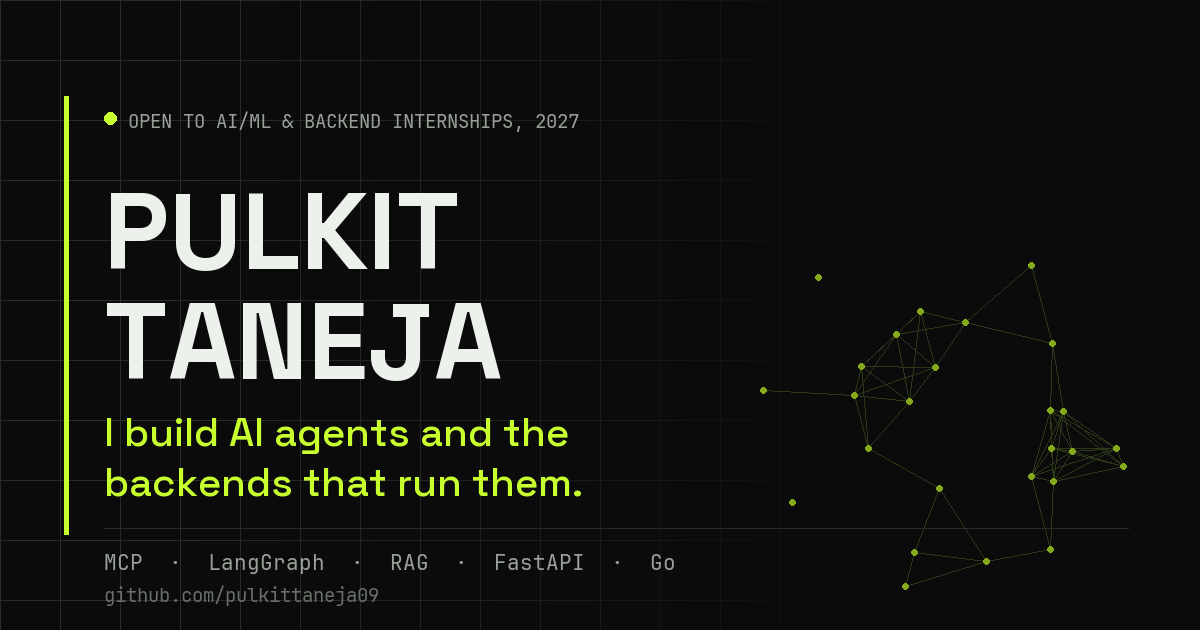 OPEN TO AI/ML & BACKEND INTERNSHIPS, 2027
PULKIT
TANEJA
I build AI agents and the
backends that run them.
MCP · LangGraph · RAG · FastAPI · Go
github.com/pulkittaneja09